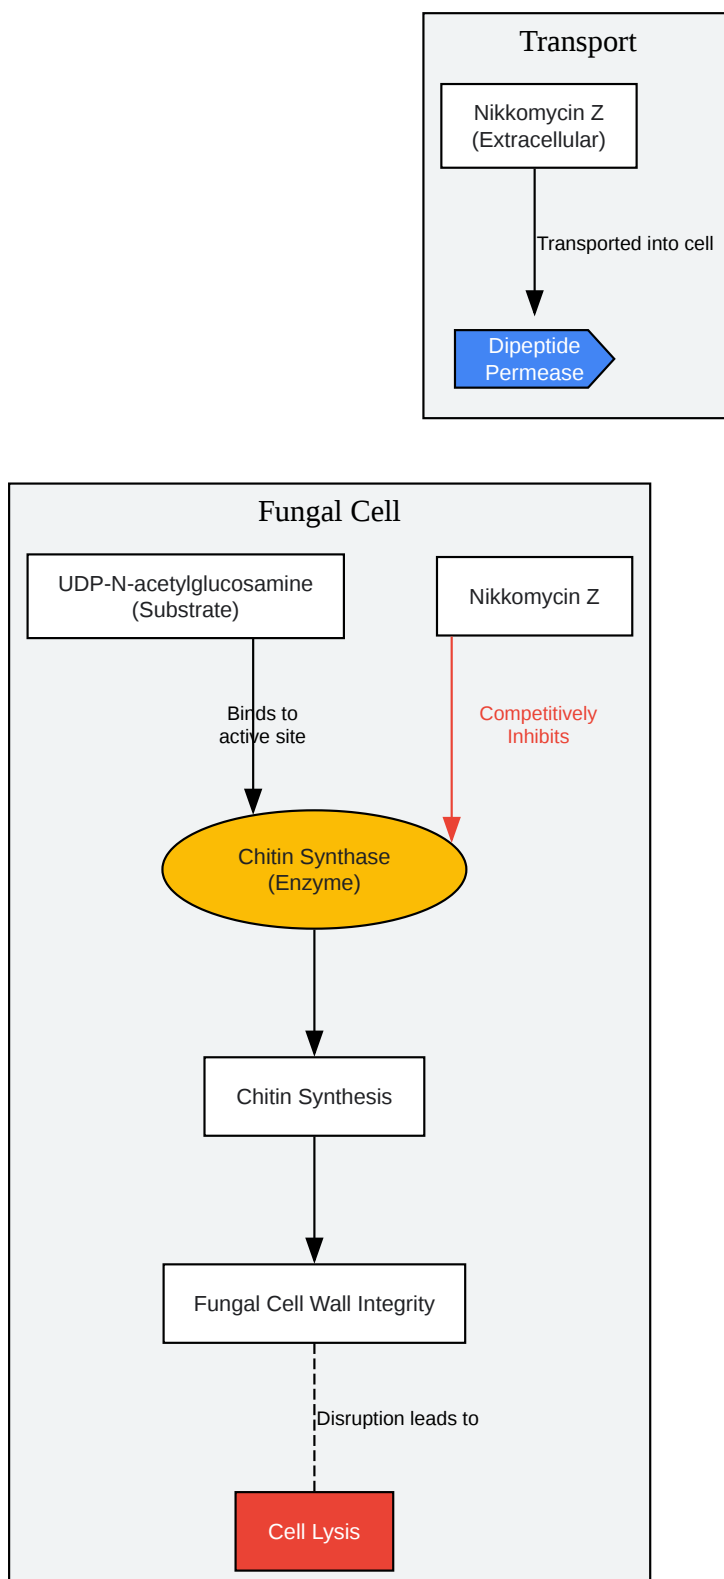 Transport
Nikkomycin Z
(Extracellular)
Transported into cell
Dipeptide
Permease
Fungal Cell
UDP-N-acetylglucosamine
(Substrate)
Nikkomycin Z
Binds to
active site
Competitively
Inhibits
Chitin Synthase
(Enzyme)
Chitin Synthesis
Fungal Cell Wall Integrity
Disruption leads to
Cell Lysis